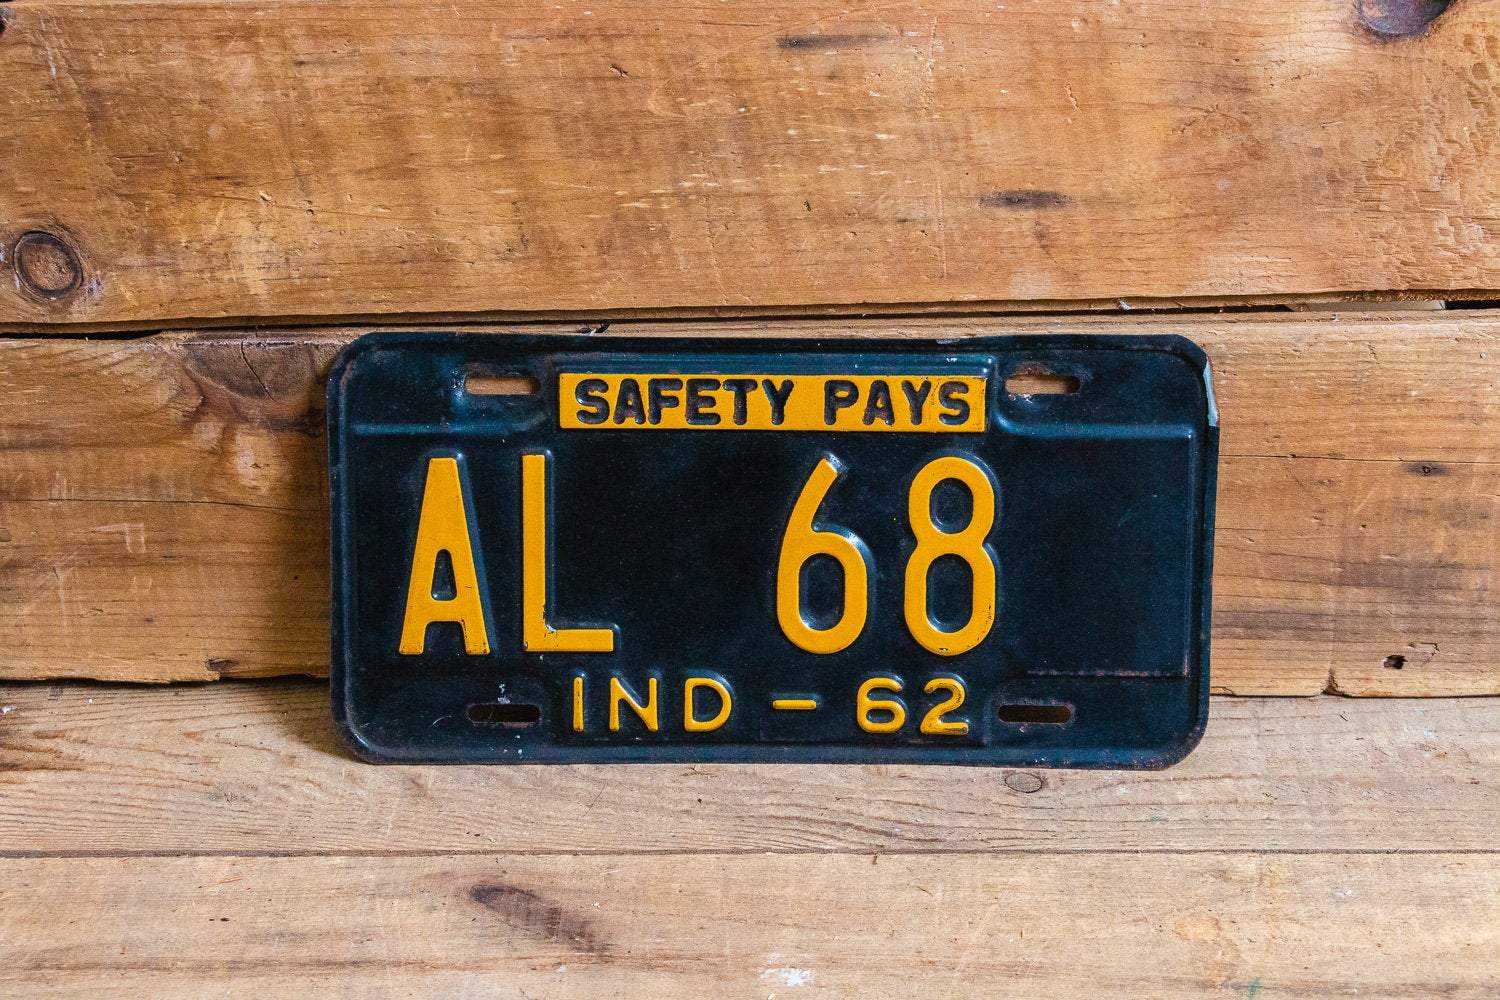 SAFETY PAYS
AL 68
IND - 62